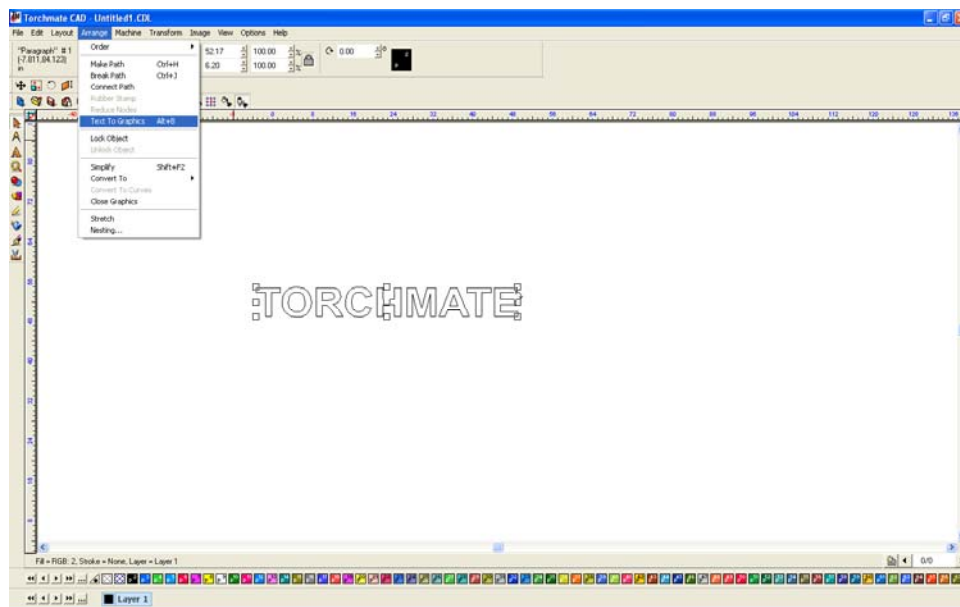 Torchmate CAD - Untitled1.CDL
File Edit Layout Arrange Machine Transform Image View Options Help
"Paragraph" # 1
in
52.17
100.00
%
0.00
6.20
100.00
%
Order
Make Path Ctrl+H
Break Path Ctrl+J
Connect Path
Rubber Stamp
Reduce Nodes
Text To Graphics Alt+8
Lock Object
Unlock Object
Simplify Shift+F2
Convert To
Convert To Curves
Close Graphics
Stretch
Nesting...
TORCHMATE
Fill = RGB: 2, Stroke = None, Layer = Layer 1
0/0
Layer 1